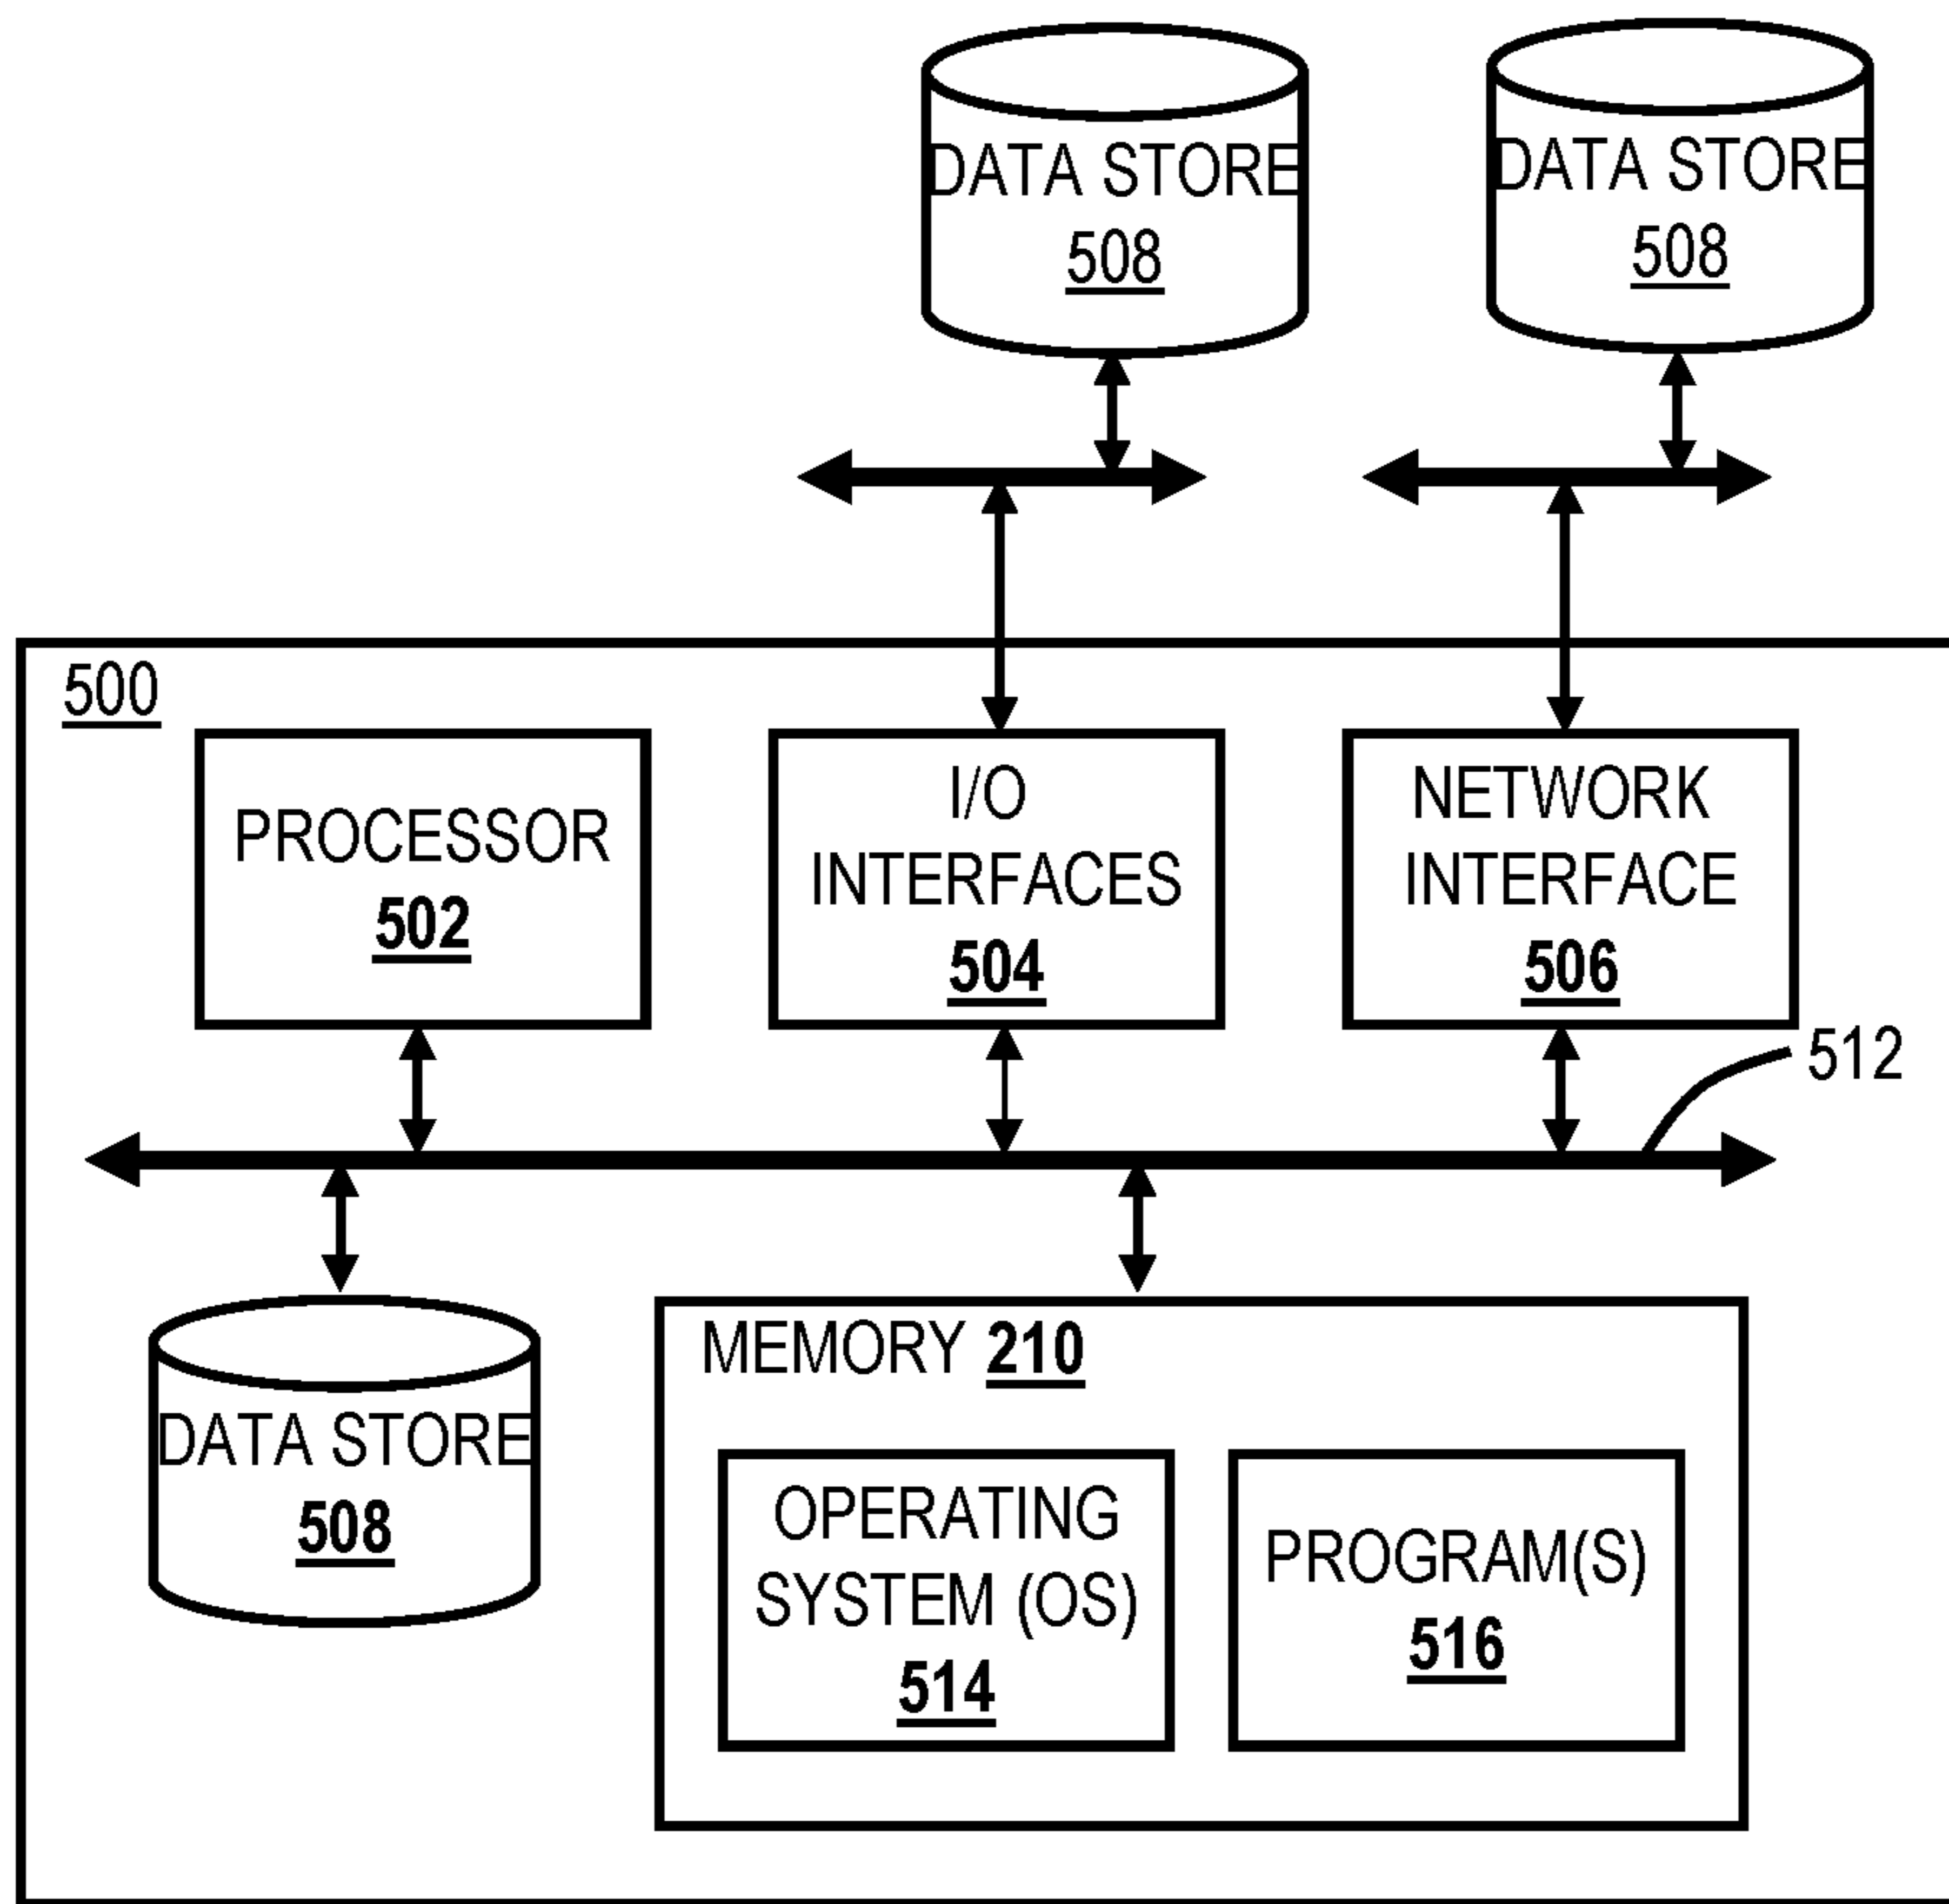 DATA STORE
508
DATA STORE
508
500
PROCESSOR
502
I/O
INTERFACES
504
NETWORK
INTERFACE
506
512
DATA STORE
508
MEMORY 210
OPERATING
SYSTEM (OS)
514
PROGRAM(S)
516